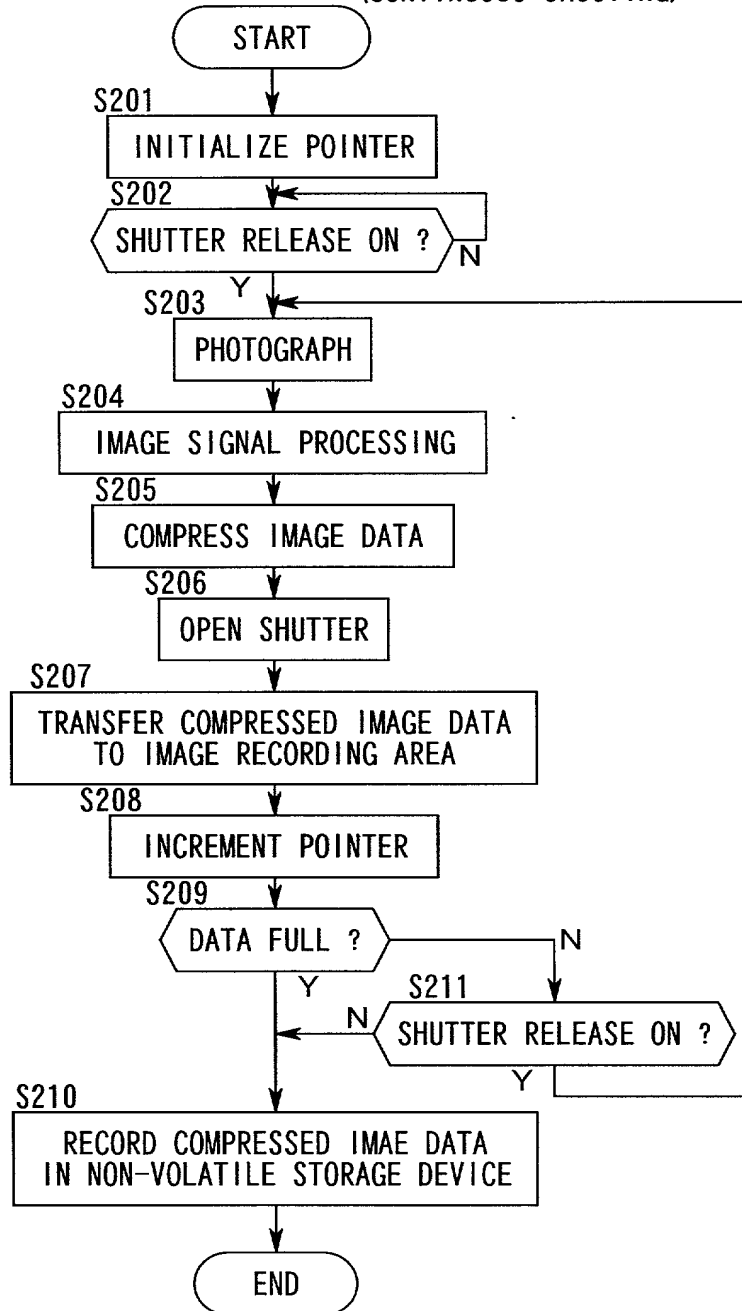 START
S201
INITIALIZE POINTER
S202
SHUTTER RELEASE ON ?
N
Y
S203
PHOTOGRAPH
S204
IMAGE SIGNAL PROCESSING
S205
COMPRESS IMAGE DATA
S206
OPEN SHUTTER
S207
TRANSFER COMPRESSED IMAGE DATA
TO IMAGE RECORDING AREA
S208
INCREMENT POINTER
S209
DATA FULL ?
N
Y
S211
N
SHUTTER RELEASE ON ?
Y
S210
RECORD COMPRESSED IMAE DATA
IN NON-VOLATILE STORAGE DEVICE
END